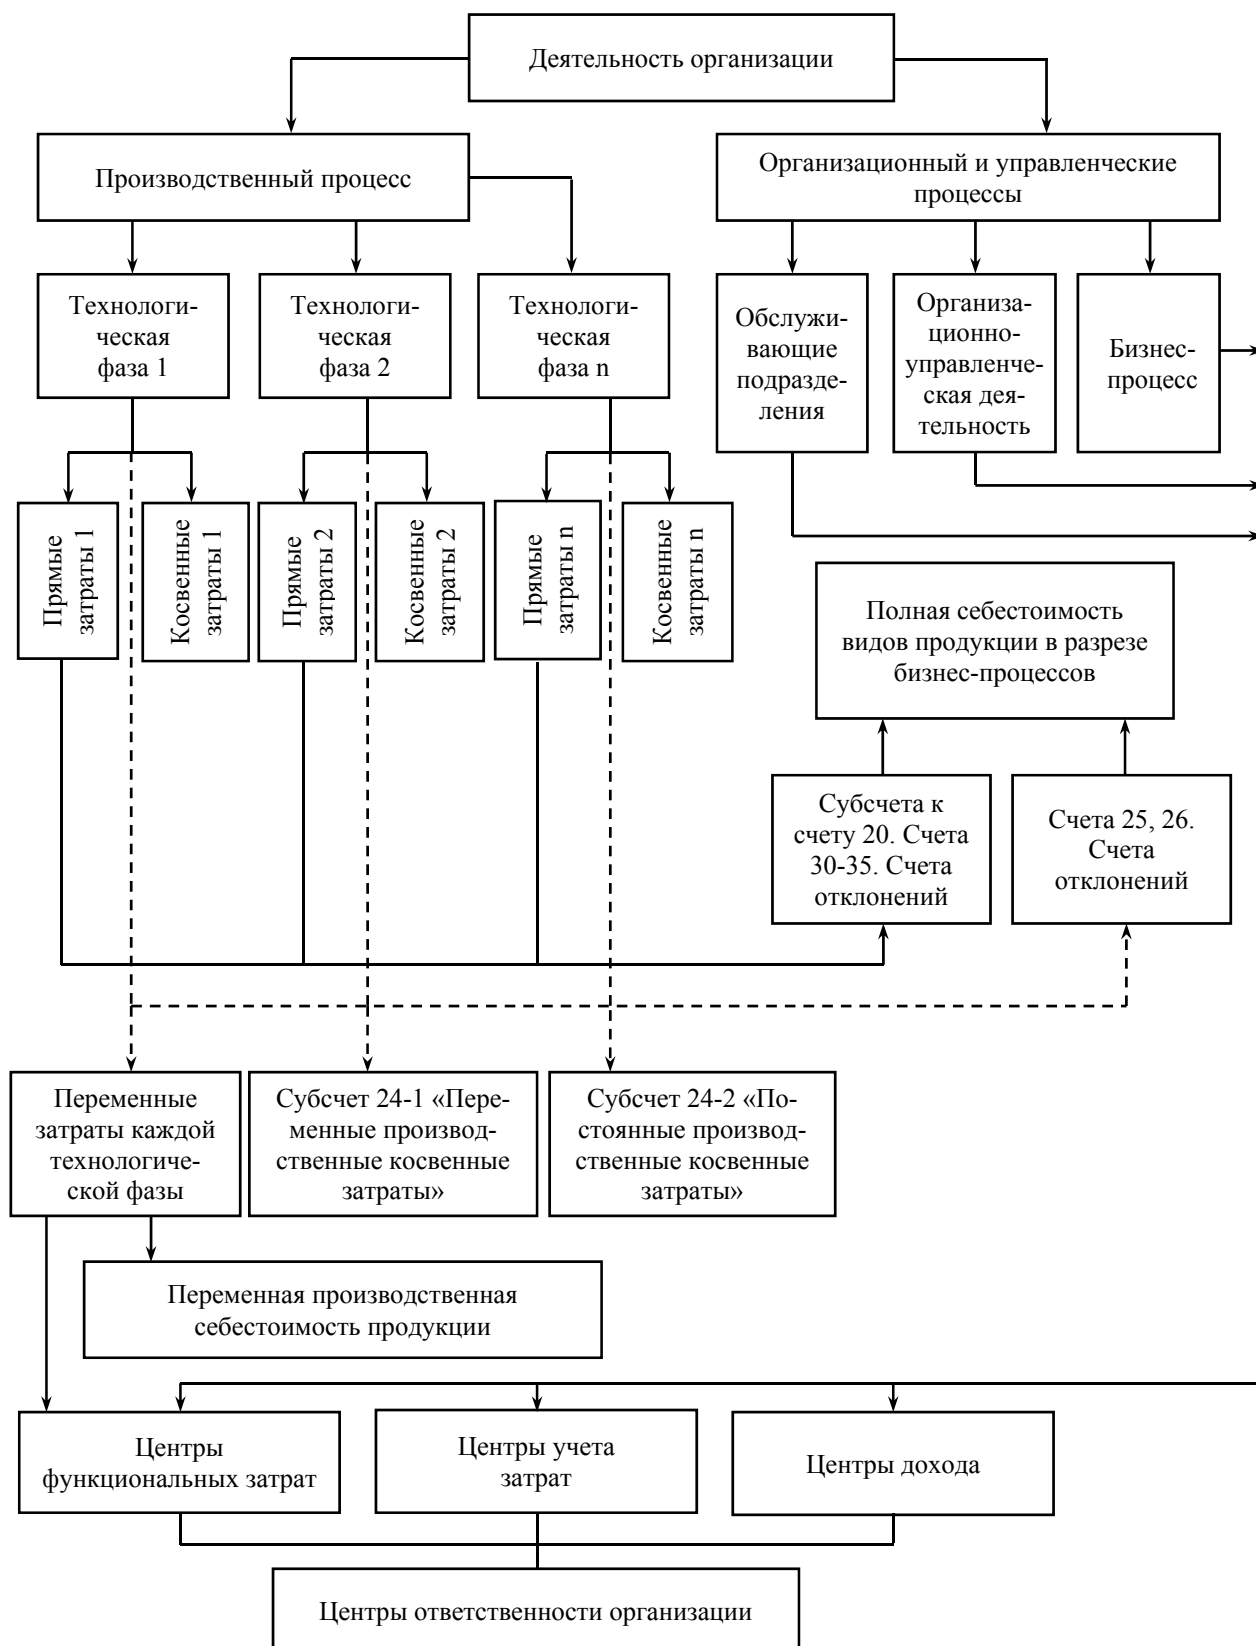 Деятельность организации
Производственный процесс
Организационный и управленческие
процессы
Технологи-
ческая
фаза 1
Технологи-
ческая
фаза 2
Технологи-
ческая
фаза n
Обслужи-
вающие
подразде-
ления
Организа-
ционно-
управленче-
ская дея-
тельность
Бизнес-
процесс
Прямые
затраты 1
Косвенные
затраты 1
Прямые
затраты 2
Косвенные
затраты 2
Прямые
затраты n
Косвенные
затраты n
Полная себестоимость
видов продукции в разрезе
бизнес-процессов
Субсчета к
счету 20. Счета
30-35. Счета
отклонений
Счета 25, 26.
Счета
отклонений
Переменные
затраты каждой
технологиче-
ской фазы
Субсчет 24-1 «Пере-
менные производ-
ственные косвенные
затраты»
Субсчет 24-2 «По-
стоянные производ-
ственные косвенные
затраты»
Переменная производственная
себестоимость продукции
Центры
функциональных затрат
Центры учета
затрат
Центры дохода
Центры ответственности организации